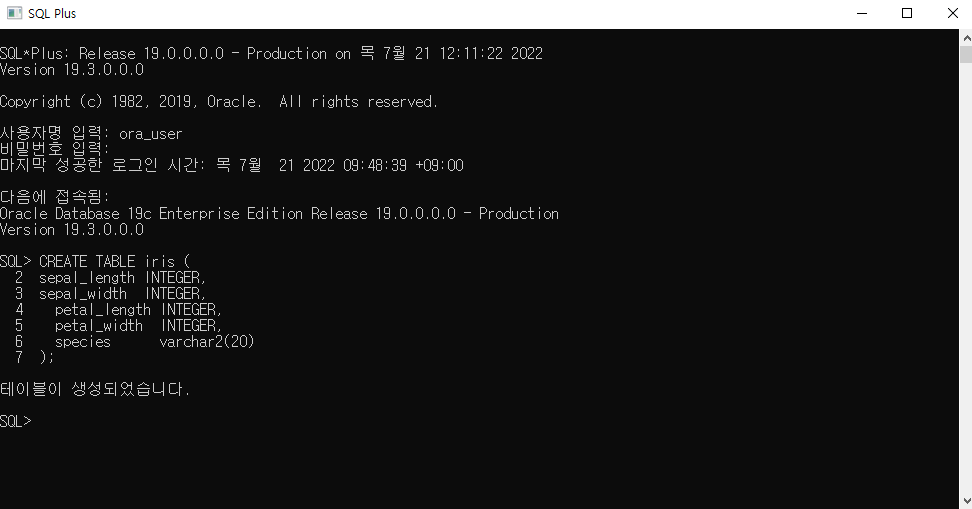 SQL Plus
SQL*Plus: Release 19.0.0.0.0 - Production on 목 7월 21 12:11:22 2022
Version 19.3.0.0.0
Copyright (c) 1982, 2019, Oracle.  All rights reserved.
사용자명 입력: ora_user
비밀번호 입력:
마지막 성공한 로그인 시간: 목 7월  21 2022 09:48:39 +09:00
다음에 접속됨:
Oracle Database 19c Enterprise Edition Release 19.0.0.0.0 - Production
Version 19.3.0.0.0
SQL> CREATE TABLE iris (
  2  sepal_length INTEGER,
  3  sepal_width  INTEGER,
  4    petal_length INTEGER,
  5    petal_width  INTEGER,
  6    species      varchar2(20)
  7  );
테이블이 생성되었습니다.
SQL>